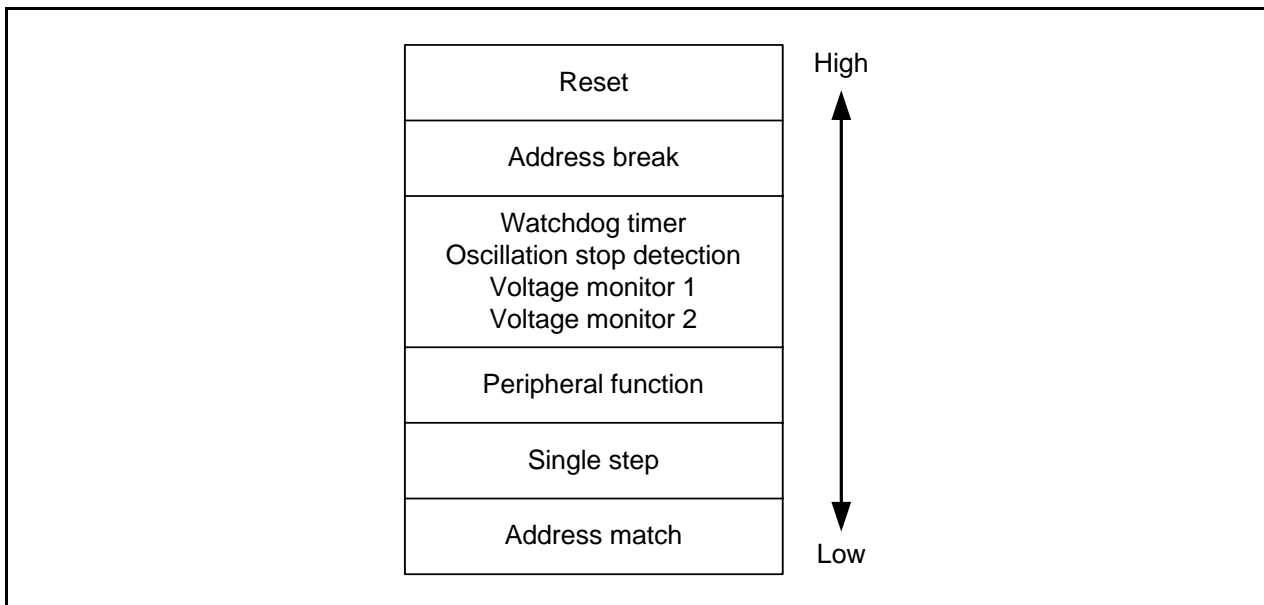 Reset
High
Address break
Watchdog timer
Oscillation stop detection
Voltage monitor 1
Voltage monitor 2
Peripheral function
Single step
Address match
Low